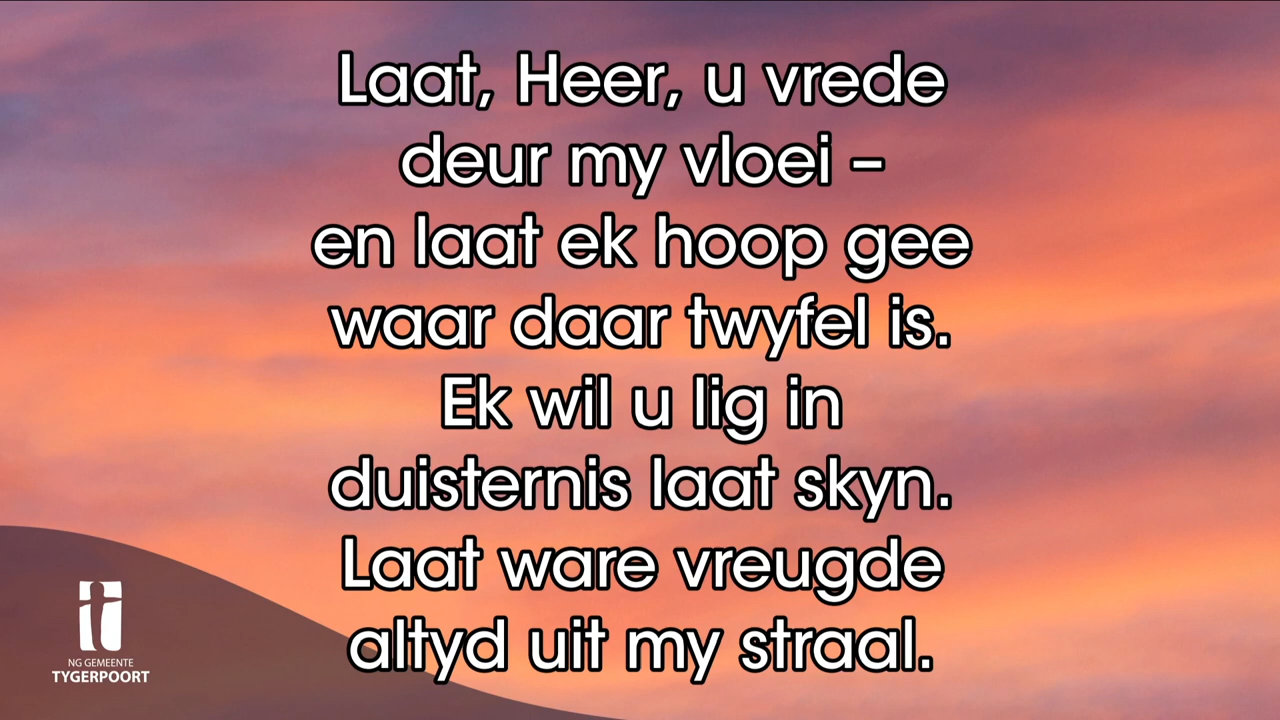 Laat, Heer, u vrede
deur my vloei –
en laat ek hoop gee
waar daar twyfel is.
Ek wil u lig in
duisternis laat skyn.
Laat ware vreugde
altyd uit my straal.
NG GEMEENTE
TYGERPOORT